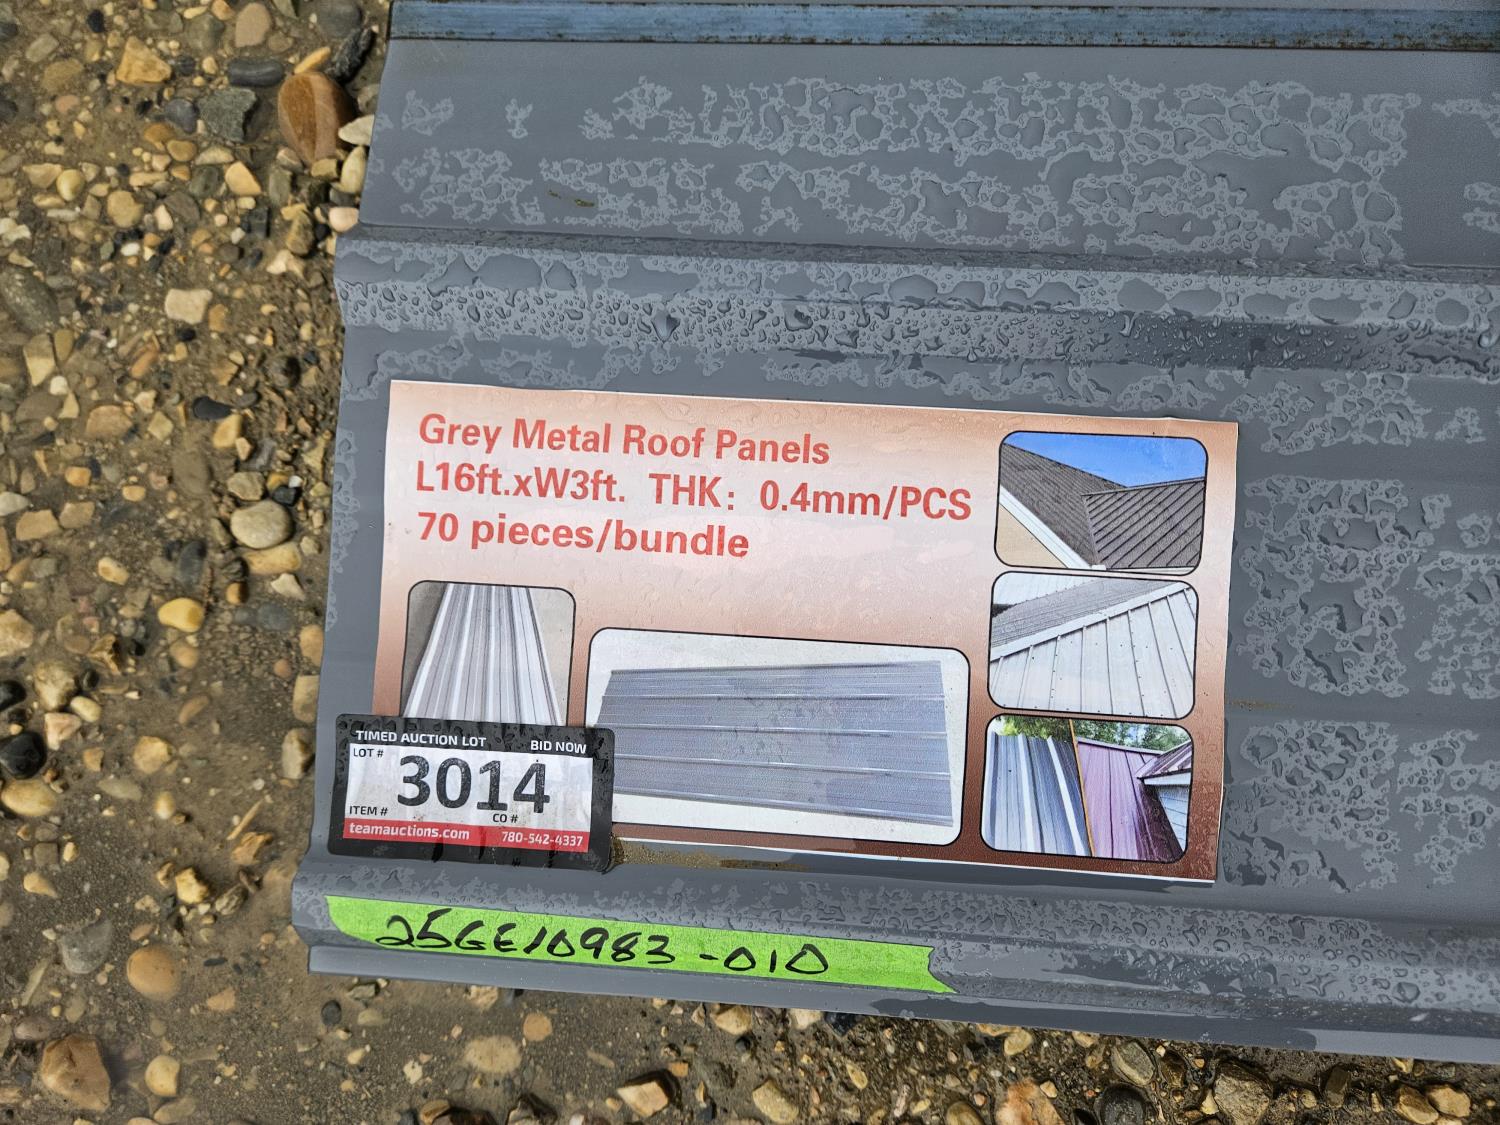 Grey Metal Roof Panels
L16ft.xW3ft. THK: 0.4mm/PCS
70 pieces/bundle
TIMED AUCTION LOT BID NOW
LOT #
3014
ITEM # CO #
teamauctions.com 780-542-4337
25GE10983-010